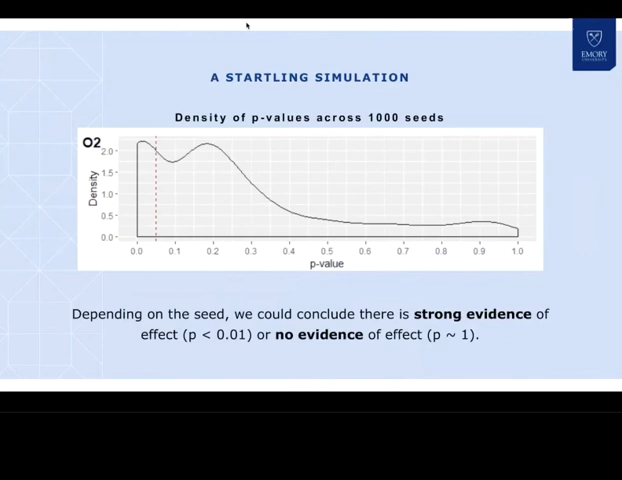 EMORY
UNIVERSITY
A STARTLING SIMULATION
Density of p-values across 1000 seeds
O2
Density
2.0
1.5
1.0
0.5
0.0
0.0 0.1 0.2 0.3 0.4 0.5 0.6 0.7 0.8 0.9 1.0
p-value
Depending on the seed, we could conclude there is strong evidence of
effect (p < 0.01) or no evidence of effect (p ~ 1).